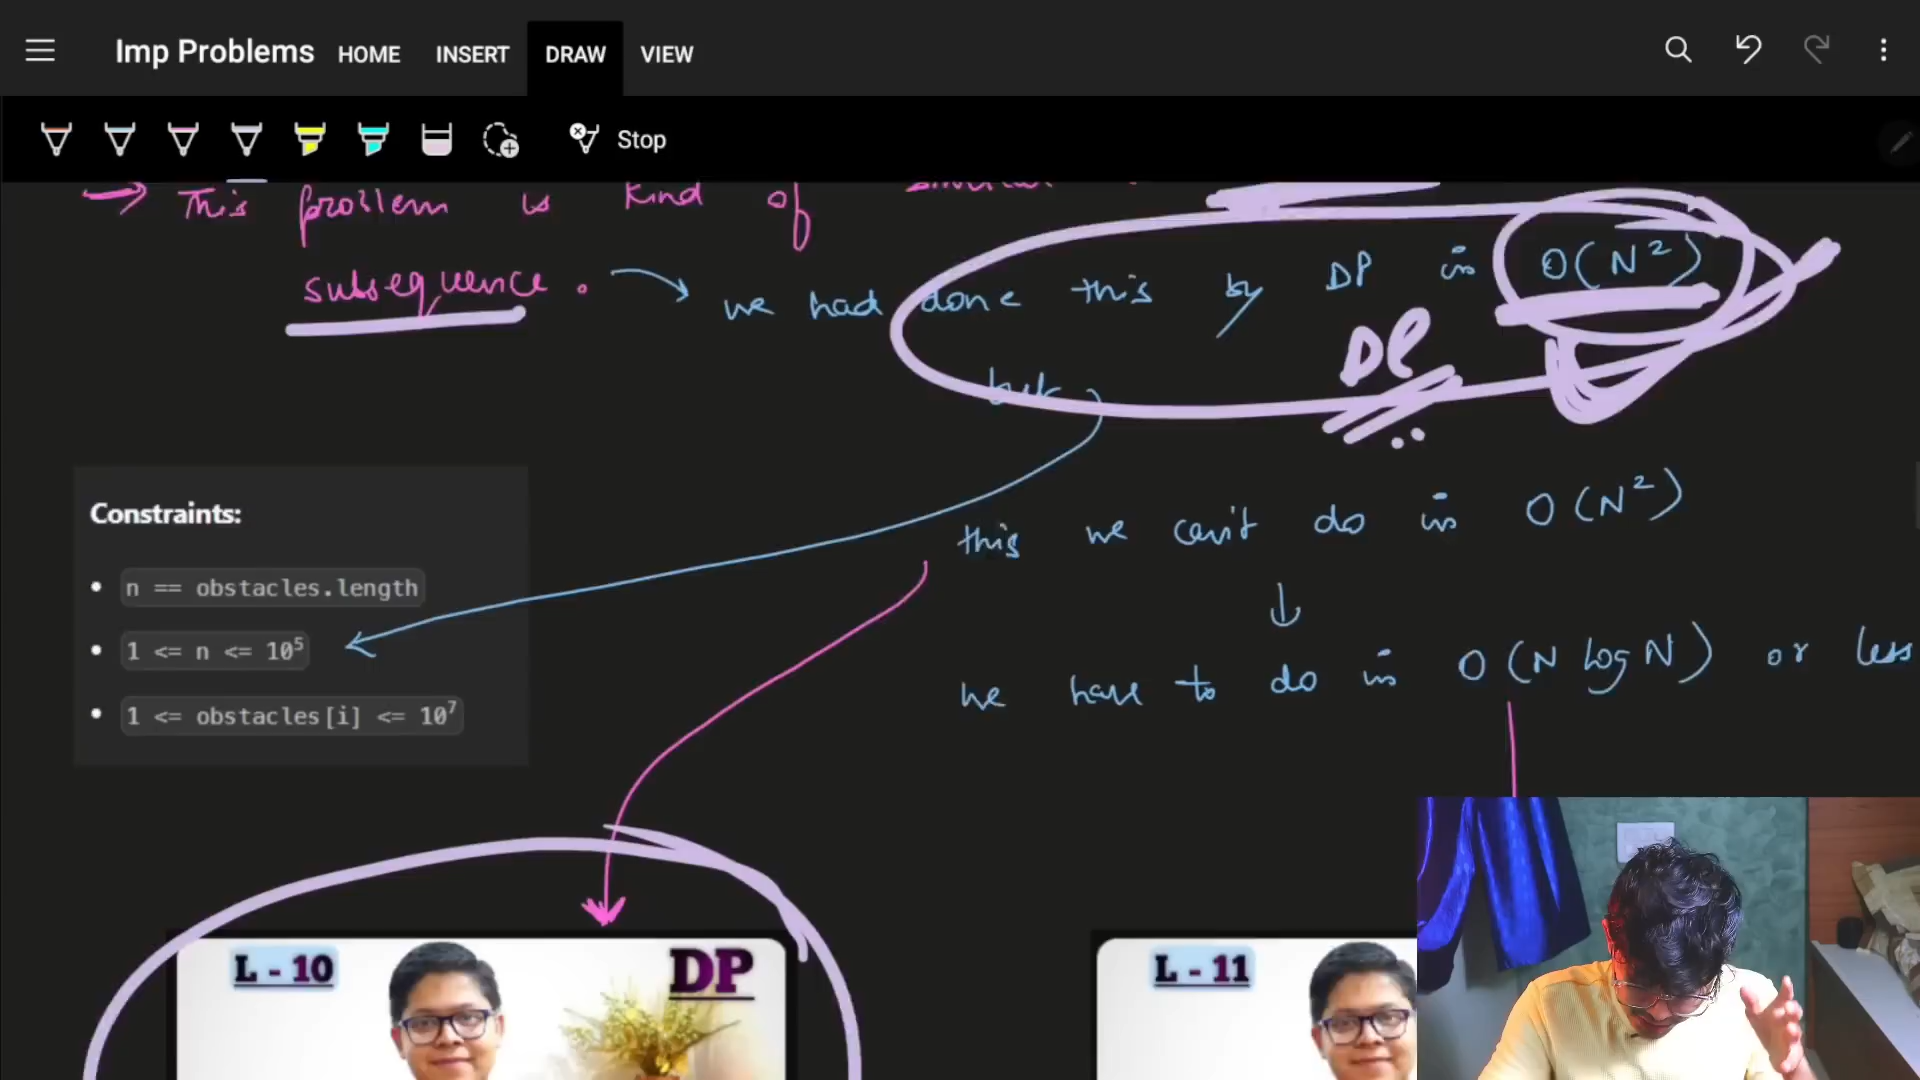 Imp Problems HOME INSERT DRAW VIEW
Stop
→ This problem is kind of
subsequence . we had done this by DP in O(N²)
DP
but
this we can't do in O(N²)
↓
we have to do in O(N log N) or less
Constraints:
• n == obstacles.length
• 1 <= n <= 10⁵
• 1 <= obstacles[i] <= 10⁷
L - 10 DP
L - 11